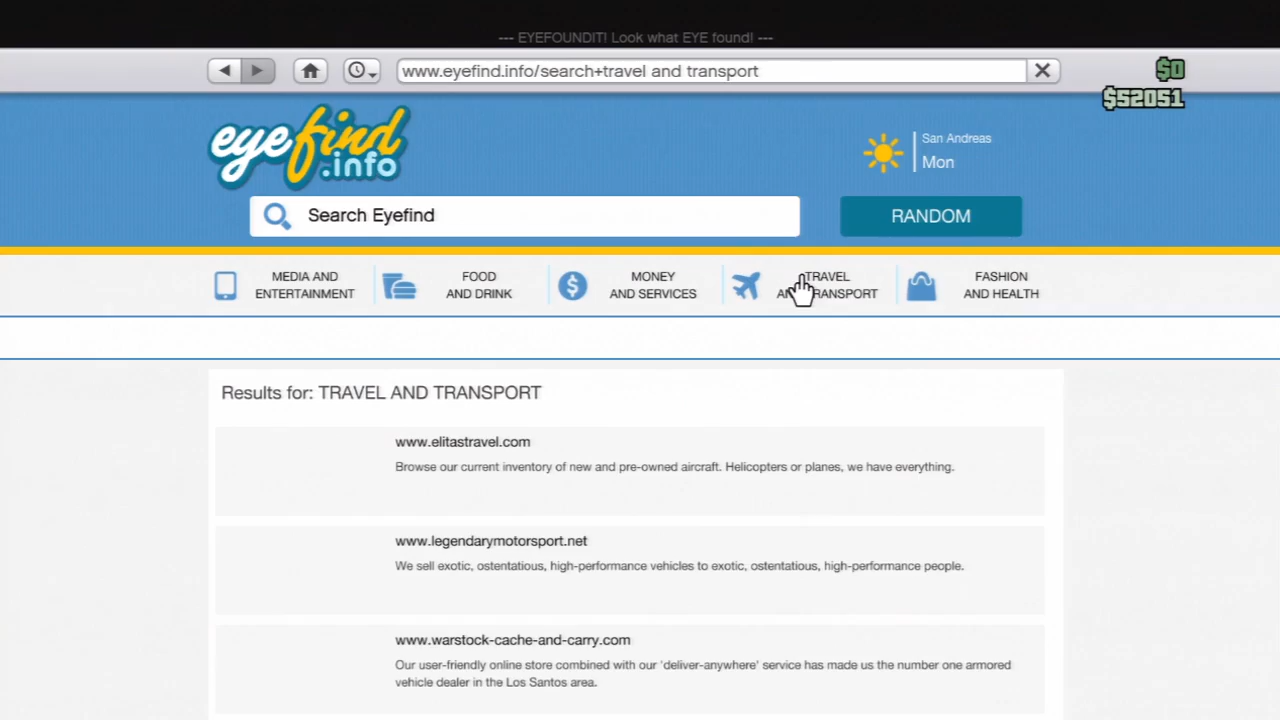 --- EYEFOUNDIT! Look what EYE found! ---
www.eyefind.info/search+travel and transport
$0
$52051
eyefind
.info
San Andreas
Mon
Search Eyefind
RANDOM
MEDIA AND
ENTERTAINMENT
FOOD
AND DRINK
MONEY
AND SERVICES
TRAVEL
AND TRANSPORT
FASHION
AND HEALTH
Results for: TRAVEL AND TRANSPORT
www.elitastravel.com
Browse our current inventory of new and pre-owned aircraft. Helicopters or planes, we have everything.
www.legendarymotorsport.net
We sell exotic, ostentatious, high-performance vehicles to exotic, ostentatious, high-performance people.
www.warstock-cache-and-carry.com
Our user-friendly online store combined with our 'deliver-anywhere' service has made us the number one armored
vehicle dealer in the Los Santos area.